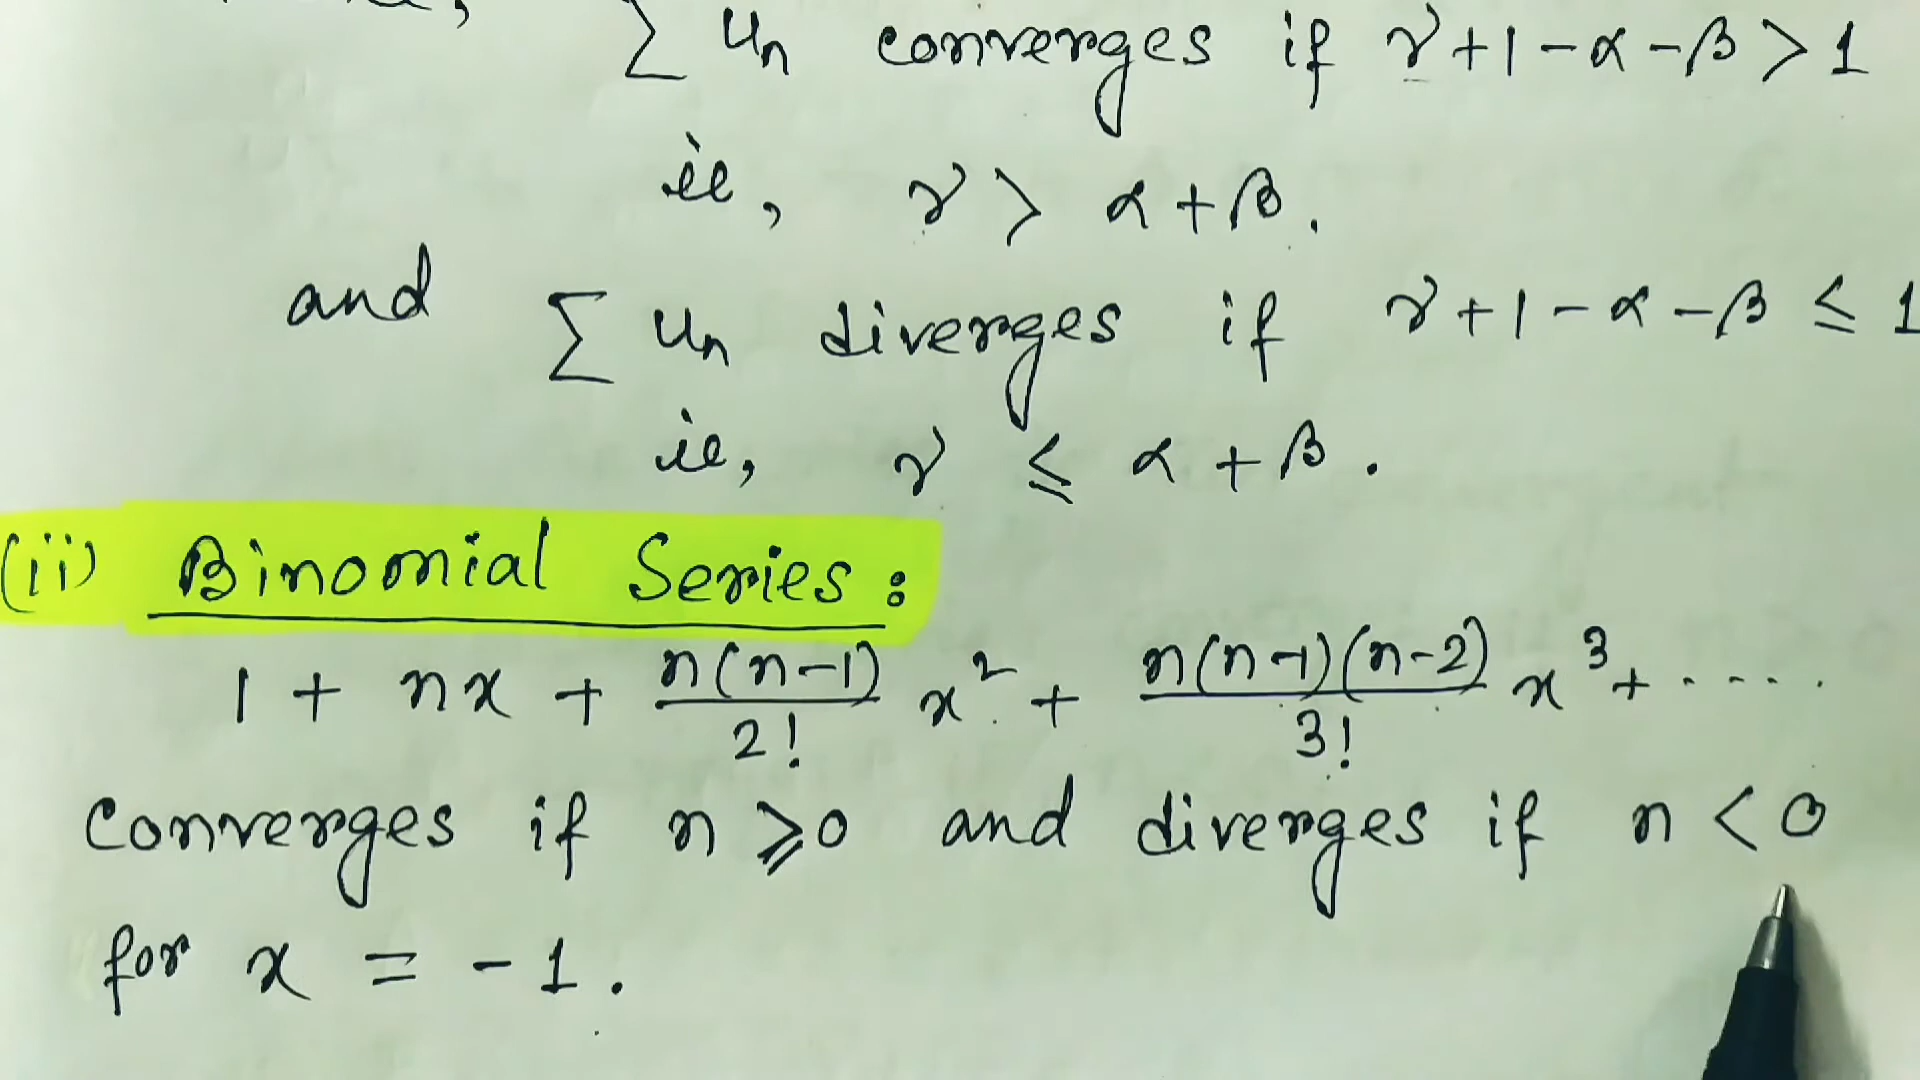 ∑ uₙ converges if γ+1-α-β > 1
ie, γ > α+β.
and ∑ uₙ diverges if γ+1-α-β ≤ 1
ie, γ ≤ α+β.
(ii) Binomial Series:
1 + nx + n(n-1)/2! x² + n(n-1)(n-2)/3! x³ + .....
Converges if n ≥ 0 and diverges if n < 0
for x = -1.